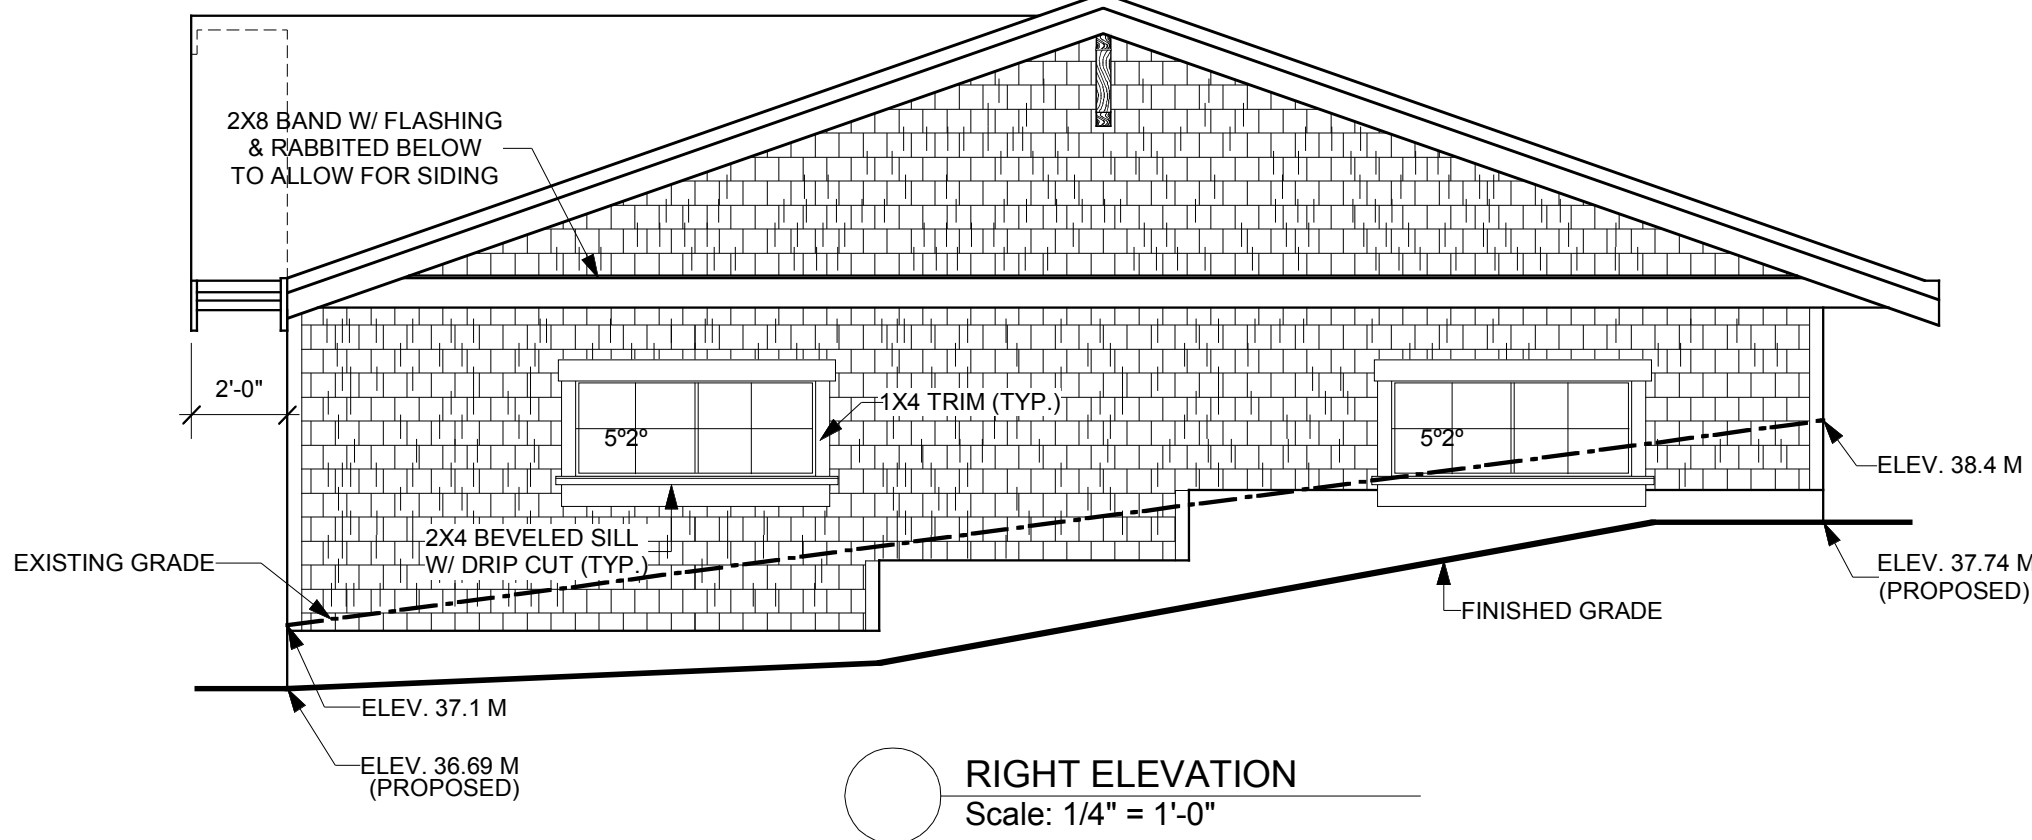 2X8 BAND W/ FLASHING
& RABBITED BELOW
TO ALLOW FOR SIDING
2'-0"
1X4 TRIM (TYP.)
5º2º
5º2º
ELEV. 38.4 M
2X4 BEVELED SILL
W/ DRIP CUT (TYP.)
EXISTING GRADE
ELEV. 37.74 M
(PROPOSED)
FINISHED GRADE
ELEV. 37.1 M
ELEV. 36.69 M
(PROPOSED)
RIGHT ELEVATION
Scale: 1/4" = 1'-0"